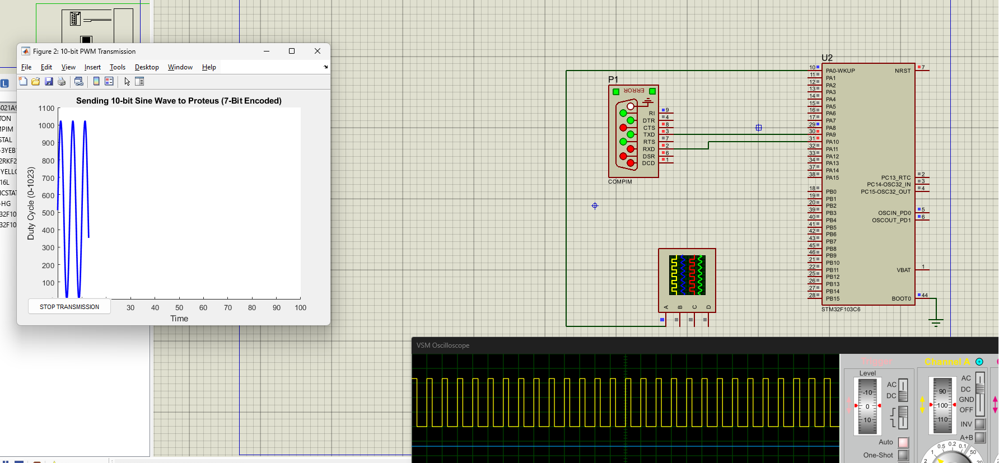 Figure 2: 10-bit PWM Transmission
File Edit View Insert Tools Desktop Window Help
Sending 10-bit Sine Wave to Proteus (7-Bit Encoded)
Duty Cycle (0-1023)
1100
1000
900
800
700
600
500
400
300
200
100
30 40 50 60 70 80 90 100
Time
STOP TRANSMISSION
L
021A9
TON
MPIM
STAL
-3YEB
2RKF2
YELLO
16L
ICSTAT
-HG
32F10
32F10
P1
ERROR
RI 9
DTR 4
CTS 8
TXD 3
RTS 7
RXD 2
DSR 6
DCD 1
COMPIM
A B C D
U2
10 PA0-WKUP NRST 7
11 PA1
12 PA2
13 PA3
14 PA4
15 PA5
16 PA6
17 PA7
29 PA8
30 PA9
31 PA10
32 PA11
33 PA12
34 PA13
37 PA14
38 PA15 PC13_RTC 2
PC14-OSC32_IN 3
18 PB0 PC15-OSC32_OUT 4
19 PB1
20 PB2
39 PB3 OSCIN_PD0 5
40 PB4 OSCOUT_PD1 6
41 PB5
42 PB6
43 PB7
45 PB8
46 PB9
21 PB10
22 PB11 VBAT 1
25 PB12
26 PB13
27 PB14
28 PB15 BOOT0 44
STM32F103C6
VSM Oscilloscope
Trigger
Level
-10
0
10
AC
DC
Auto
One-Shot
Channel A
90
100
110
AC
DC
GND
OFF
INV
A+B
2 1 0.5 0.2 0.1 50 20